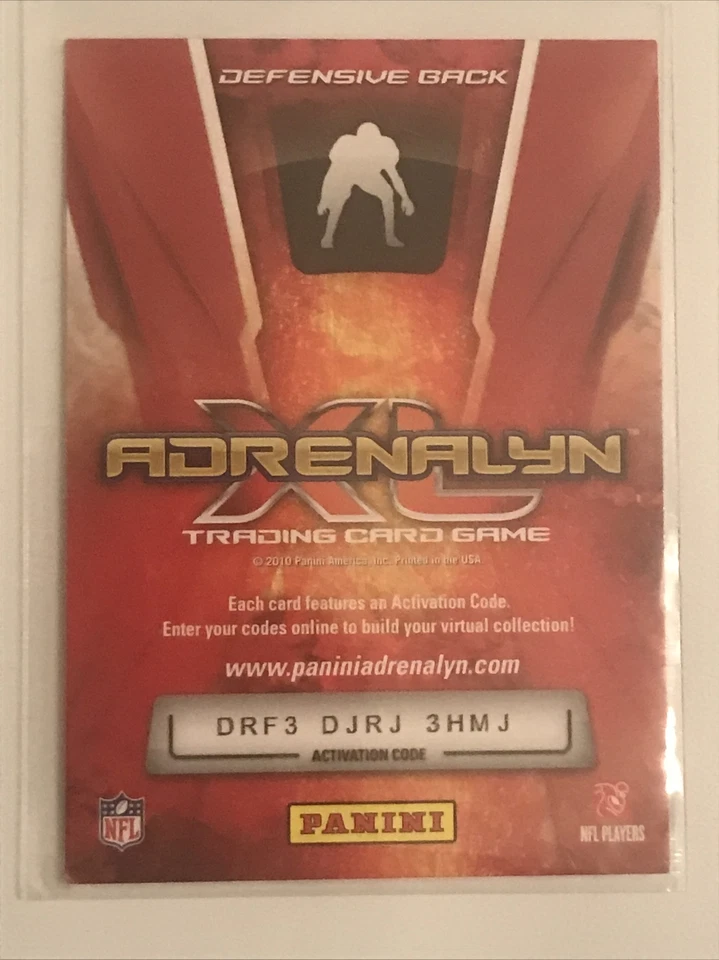 DEFENSIVE BACK
XL
ADRENALYN
TRADING CARD GAME
© 2010 Panini America, Inc. Printed in the USA
Each card features an Activation Code.
Enter your codes online to build your virtual collection!
www.paniniadrenalyn.com
DRF3 DJRJ 3HMJ
ACTIVATION CODE
NFL
PANINI
NFL PLAYERS